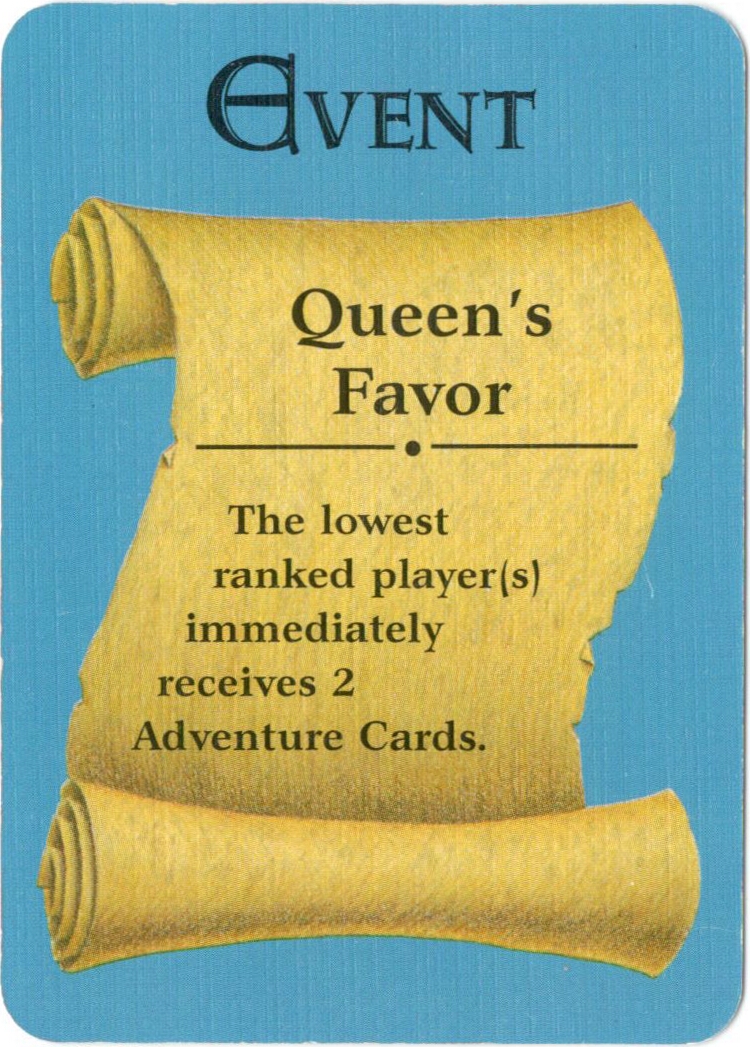 EVENT
Queen's
Favor
The lowest
ranked player(s)
immediately
receives 2
Adventure Cards.